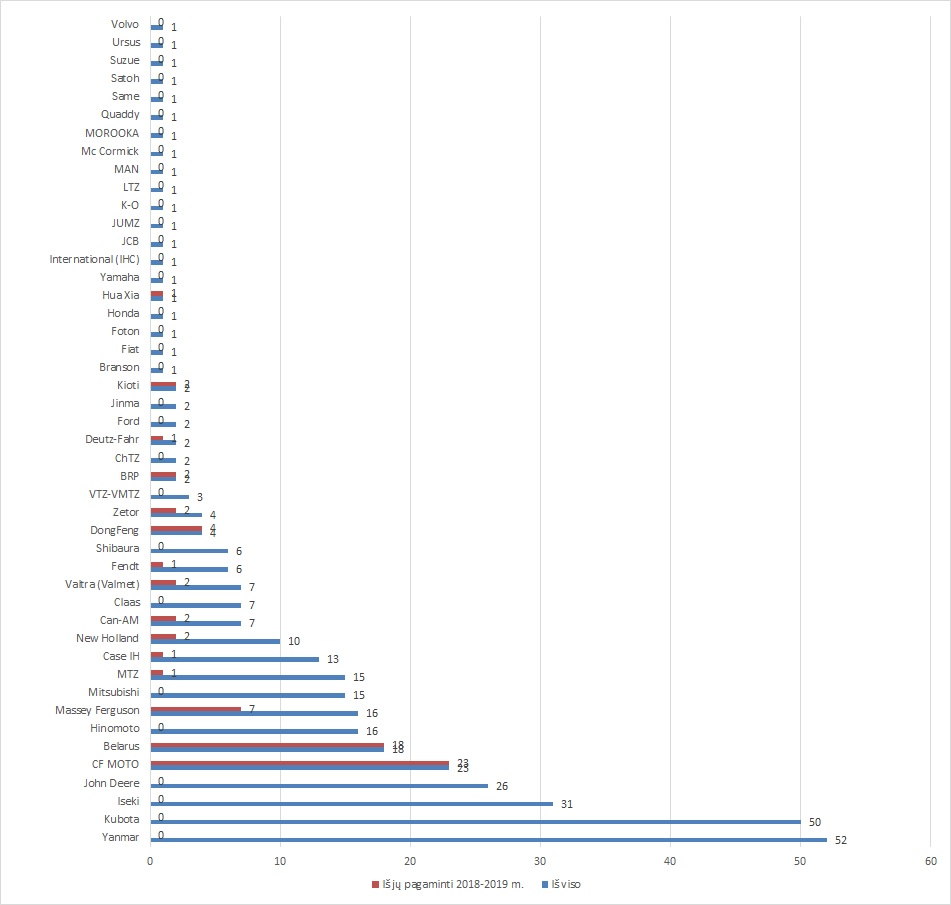 Volvo 0 1
Ursus 0 1
Suzue 0 1
Satoh 0 1
Same 0 1
Quaddy 0 1
MOROOKA 0 1
Mc Cormick 0 1
MAN 0 1
LTZ 0 1
K-O 0 1
JUMZ 0 1
JCB 0 1
International (IHC) 0 1
Yamaha 0 1
Hua Xia 1 1
Honda 0 1
Foton 0 1
Fiat 0 1
Branson 0 1
Kioti 2 2
Jinma 0 2
Ford 0 2
Deutz-Fahr 1 2
ChTZ 0 2
BRP 2 2
VTZ-VMTZ 0 3
Zetor 2 4
DongFeng 4 4
Shibaura 0 6
Fendt 1 6
Valtra (Valmet) 2 7
Claas 0 7
Can-AM 2 7
New Holland 2 10
Case IH 1 13
MTZ 1 15
Mitsubishi 0 15
Massey Ferguson 7 16
Hinomoto 0 16
Belarus 18 18
CF MOTO 23 23
John Deere 0 26
Iseki 0 31
Kubota 0 50
Yanmar 0 52
0 10 20 30 40 50 60
Iš jų pagaminti 2018-2019 m. Iš viso